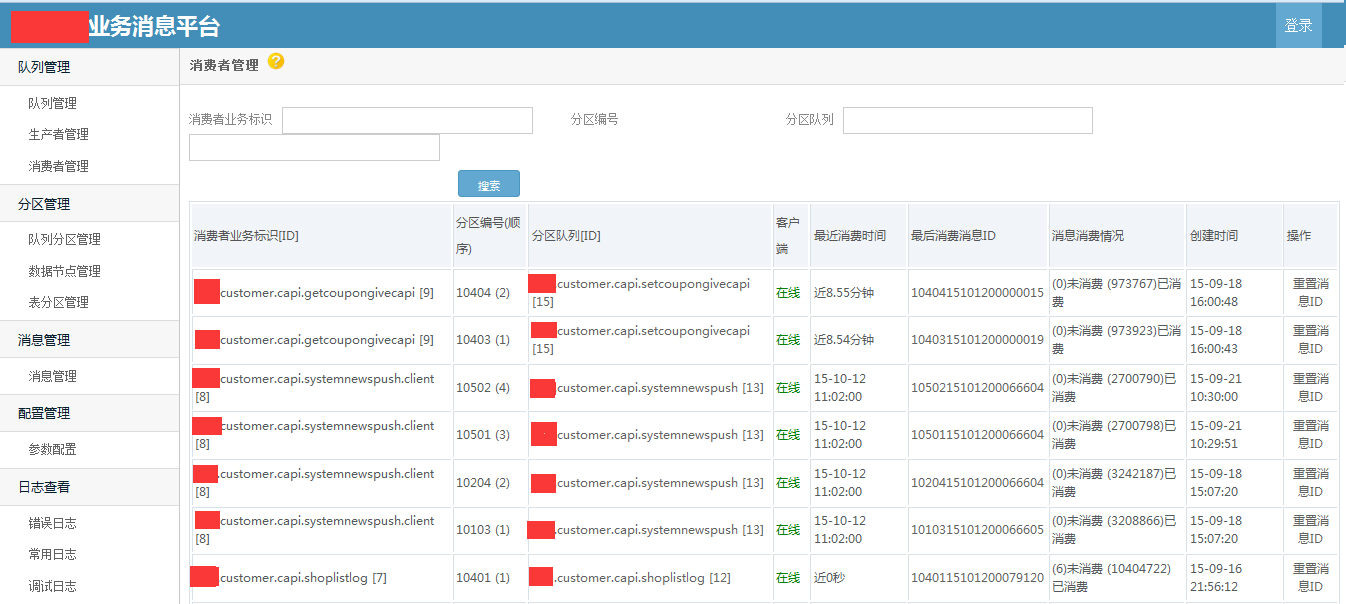 业务消息平台
登录
队列管理
队列管理
生产者管理
消费者管理
分区管理
队列分区管理
数据节点管理
表分区管理
消息管理
消息管理
配置管理
参数配置
日志查看
错误日志
常用日志
调试日志
消费者管理 ?
消费者业务标识 分区编号 分区队列
搜索
消费者业务标识[ID] 分区编号(顺 分区队列[ID] 客户 最近消费时间 最后消费消息ID 消息消费情况 创建时间 操作
序) 端
customer.capi.getcoupongivecapi [9] 10404 (2) customer.capi.setcoupongivecapi 在线 近8.55分钟 1040415101200000015 (0)未消费 (973767)已消 15-09-18 重置消
[15] 费 16:00:48 息ID
customer.capi.getcoupongivecapi [9] 10403 (1) customer.capi.setcoupongivecapi 在线 近8.54分钟 1040315101200000019 (0)未消费 (973923)已消 15-09-18 重置消
[15] 费 16:00:43 息ID
customer.capi.systemnewspush.client 10502 (4) customer.capi.systemnewspush [13] 在线 15-10-12 1050215101200066604 (0)未消费 (2700790)已 15-09-21 重置消
[8] 11:02:00 消费 10:30:00 息ID
customer.capi.systemnewspush.client 10501 (3) customer.capi.systemnewspush [13] 在线 15-10-12 1050115101200066604 (0)未消费 (2700798)已 15-09-21 重置消
[8] 11:02:00 消费 10:29:51 息ID
.customer.capi.systemnewspush.client 10204 (2) .customer.capi.systemnewspush [13] 在线 15-10-12 1020415101200066604 (0)未消费 (3242187)已 15-09-18 重置消
[8] 11:02:00 消费 15:07:20 息ID
customer.capi.systemnewspush.client 10103 (1) .customer.capi.systemnewspush [13] 在线 15-10-12 1010315101200066605 (0)未消费 (3208866)已 15-09-18 重置消
[8] 11:02:00 消费 15:07:20 息ID
customer.capi.shoplistlog [7] 10401 (1) .customer.capi.shoplistlog [12] 在线 近0秒 1040115101200079120 (6)未消费 (10404722) 15-09-16 重置消
已消费 21:56:12 息ID